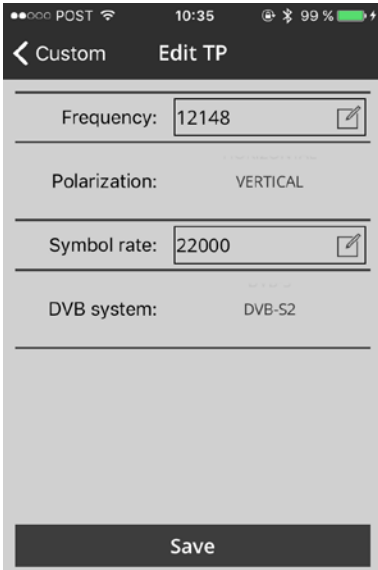 POST 10:35 99 %
Custom Edit TP
Frequency: 12148
Polarization: VERTICAL
Symbol rate: 22000
DVB system: DVB-S2
Save